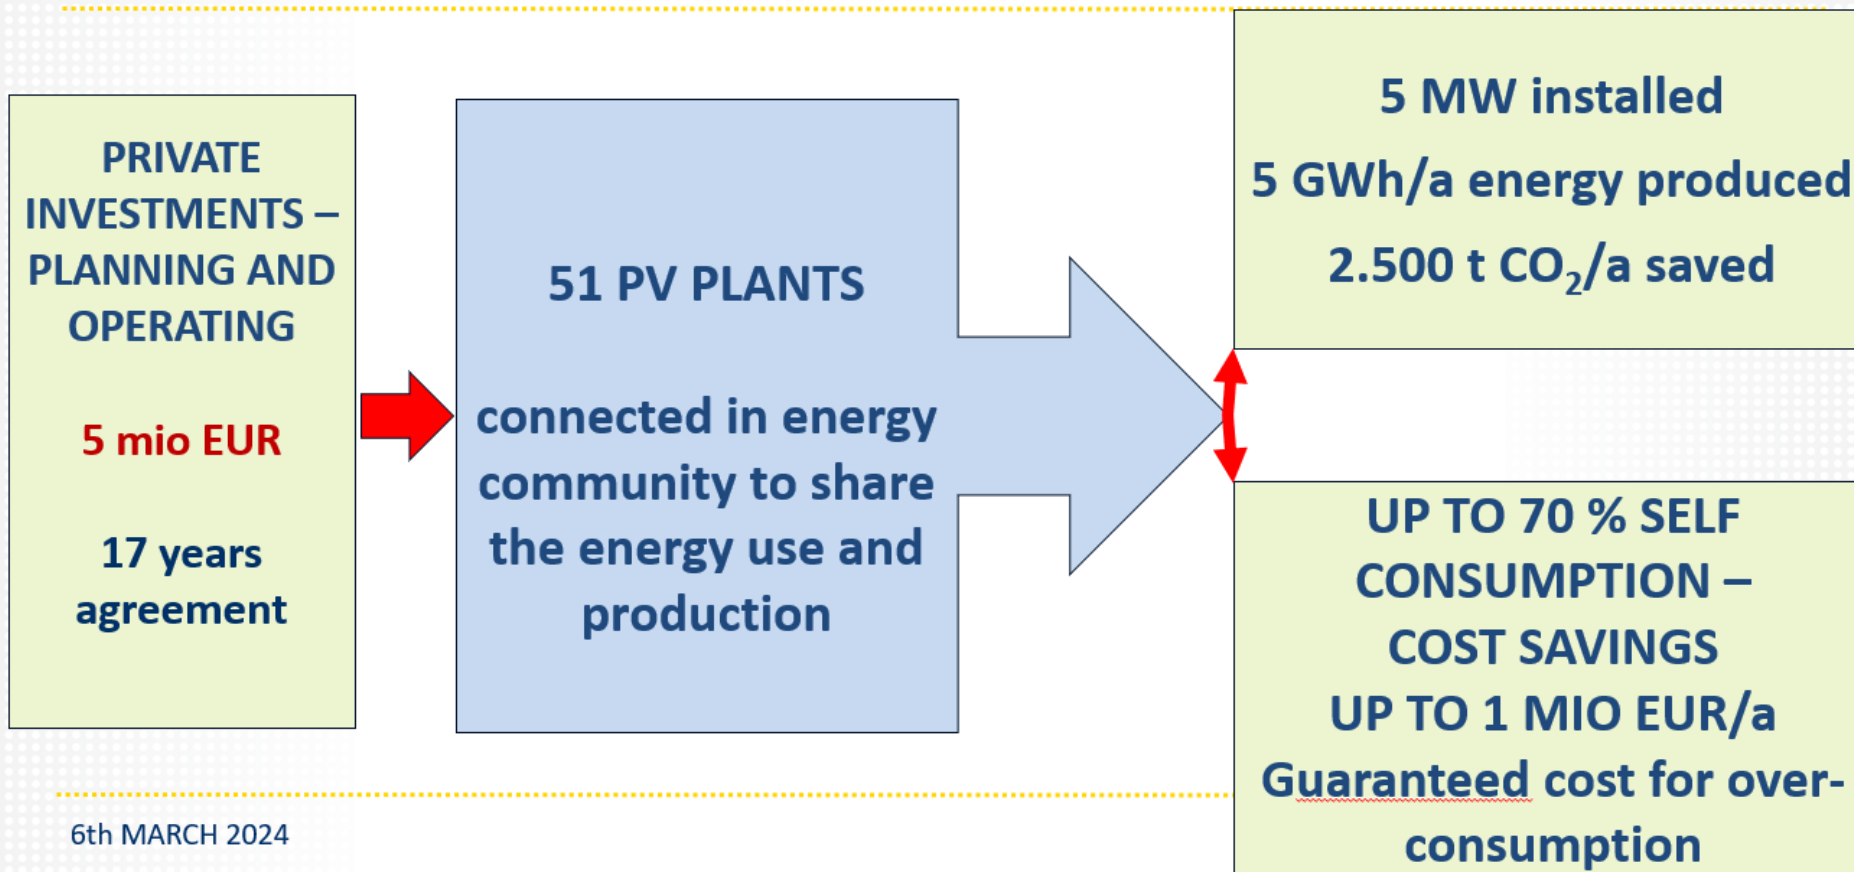 PRIVATE
INVESTMENTS –
PLANNING AND
OPERATING
5 mio EUR
17 years
agreement
51 PV PLANTS
connected in energy
community to share
the energy use and
production
5 MW installed
5 GWh/a energy produced
2.500 t CO₂/a saved
UP TO 70 % SELF
CONSUMPTION –
COST SAVINGS
UP TO 1 MIO EUR/a
Guaranteed cost for over-
consumption
6th MARCH 2024